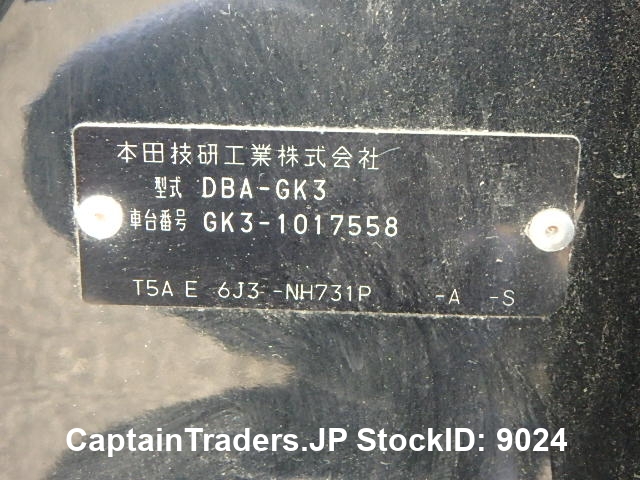 本田技研工業株式会社
型式 DBA-GK3
車台番号 GK3-1017558
T5A E 6J3 -NH731P -A -S
CaptainTraders.JP StockID: 9024